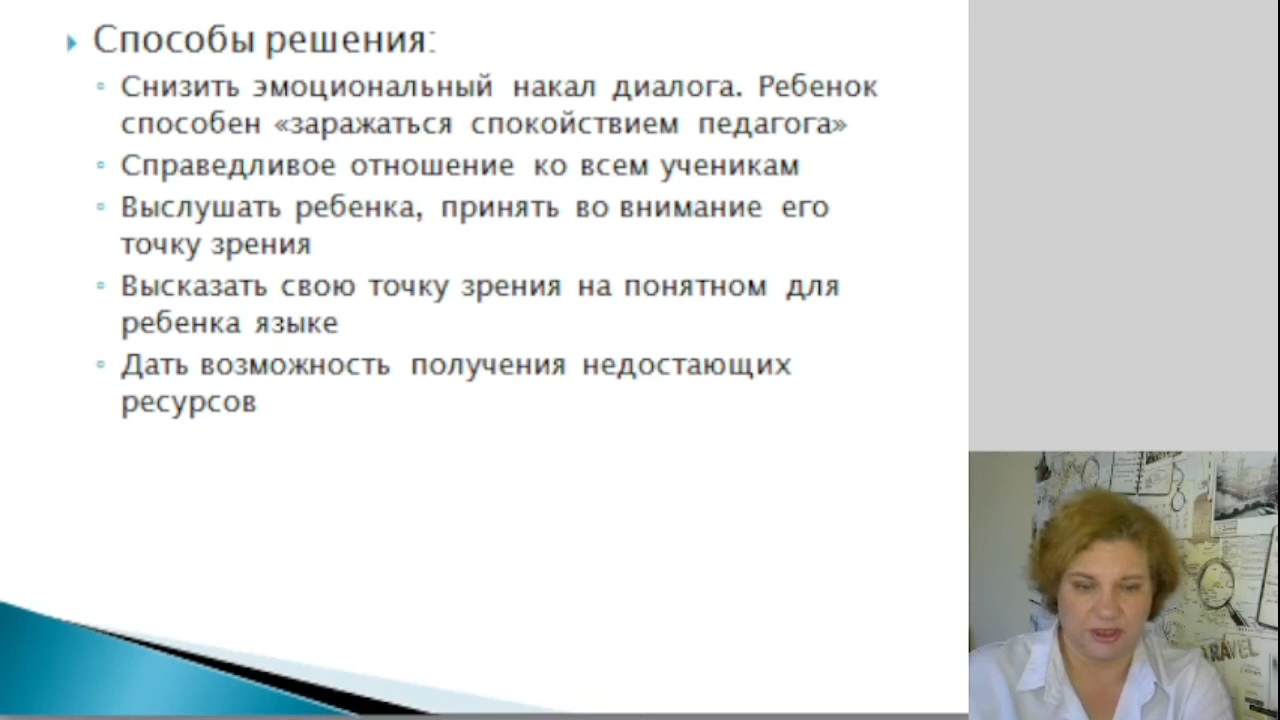 Способы решения:
Снизить эмоциональный накал диалога. Ребенок
способен «заражаться спокойствием педагога»
Справедливое отношение ко всем ученикам
Выслушать ребенка, принять во внимание его
точку зрения
Высказать свою точку зрения на понятном для
ребенка языке
Дать возможность получения недостающих
ресурсов
RAVEL